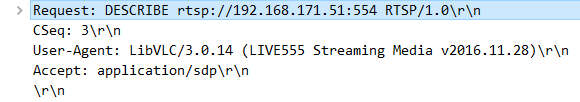 Request: DESCRIBE rtsp://192.168.171.51:554 RTSP/1.0\r\n
CSeq: 3\r\n
User-Agent: LibVLC/3.0.14 (LIVE555 Streaming Media v2016.11.28)\r\n
Accept: application/sdp\r\n
\r\n